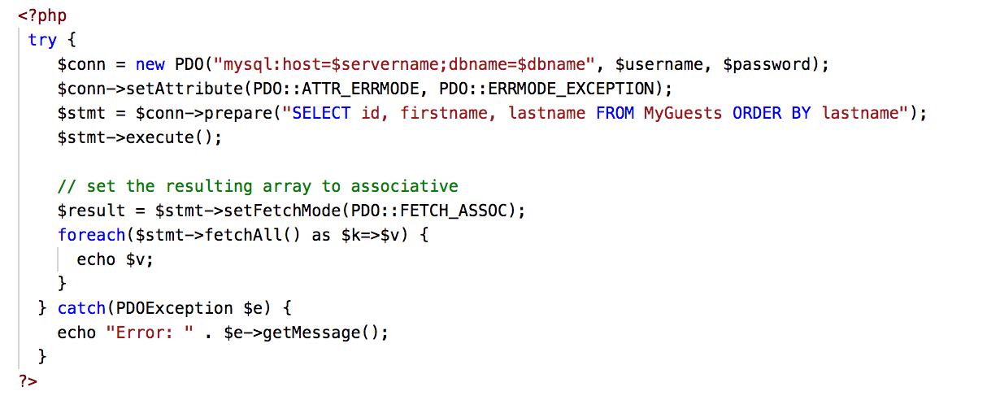 <?php
try {
$conn = new PDO("mysql:host=$servername;dbname=$dbname", $username, $password);
$conn->setAttribute(PDO::ATTR_ERRMODE, PDO::ERRMODE_EXCEPTION);
$stmt = $conn->prepare("SELECT id, firstname, lastname FROM MyGuests ORDER BY lastname");
$stmt->execute();
// set the resulting array to associative
$result = $stmt->setFetchMode(PDO::FETCH_ASSOC);
foreach($stmt->fetchAll() as $k=>$v) {
echo $v;
}
} catch(PDOException $e) {
echo "Error: " . $e->getMessage();
}
?>